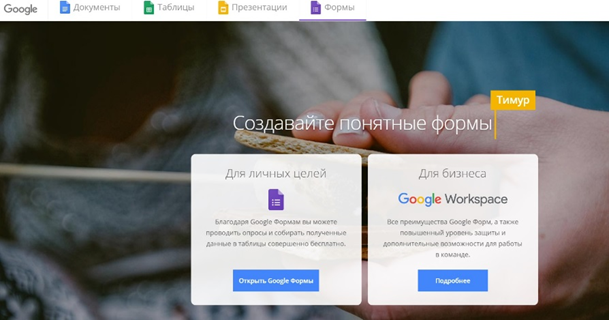 Google Документы Таблицы Презентации Формы
Тимур
Создавайте понятные формы
Для личных целей
Благодаря Google Формам вы можете
проводить опросы и собирать полученные
данные в таблицы совершенно бесплатно.
Открыть Google Формы
Для бизнеса
Google Workspace
Все преимущества Google Форм, а также
повышенный уровень защиты и
дополнительные возможности для работы
в команде.
Подробнее